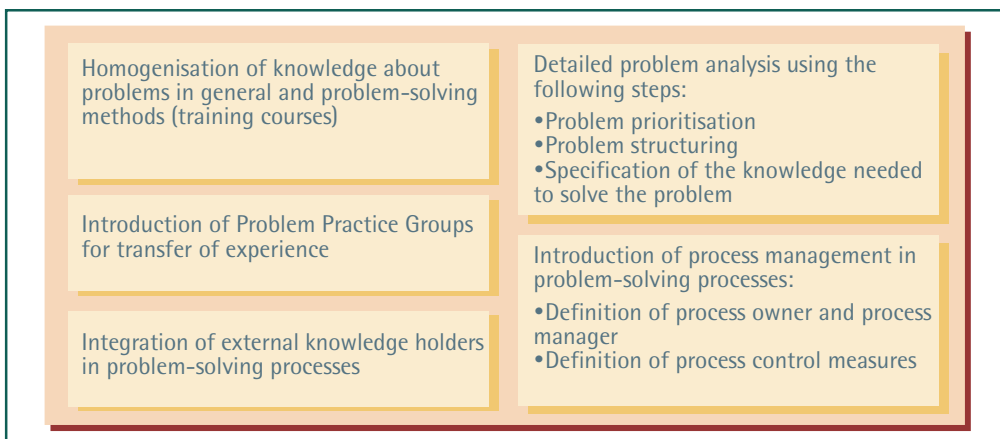 Homogenisation of knowledge about
problems in general and problem-solving
methods (training courses)
Introduction of Problem Practice Groups
for transfer of experience
Integration of external knowledge holders
in problem-solving processes
Detailed problem analysis using the
following steps:
•Problem prioritisation
•Problem structuring
•Specification of the knowledge needed
to solve the problem
Introduction of process management in
problem-solving processes:
•Definition of process owner and process
manager
•Definition of process control measures